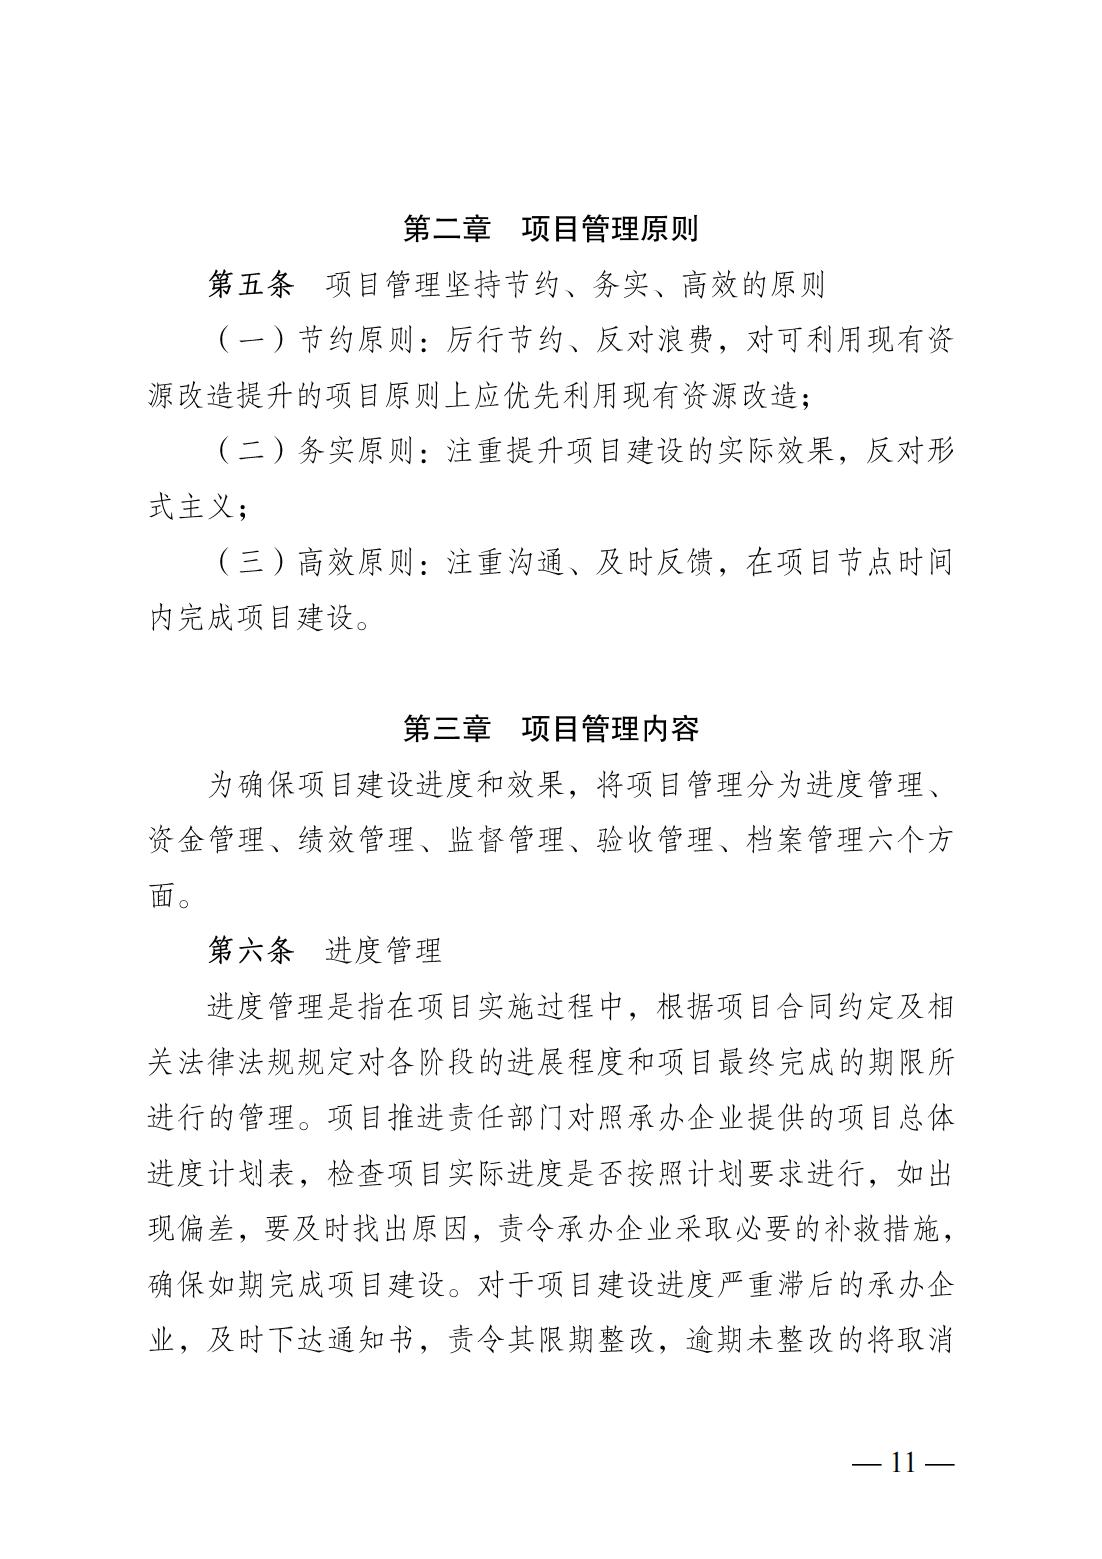 第二章　项目管理原则
第五条　项目管理坚持节约、务实、高效的原则
（一）节约原则：厉行节约、反对浪费，对可利用现有资
源改造提升的项目原则上应优先利用现有资源改造；
（二）务实原则：注重提升项目建设的实际效果，反对形
式主义；
（三）高效原则：注重沟通、及时反馈，在项目节点时间
内完成项目建设。
第三章　项目管理内容
为确保项目建设进度和效果，将项目管理分为进度管理、
资金管理、绩效管理、监督管理、验收管理、档案管理六个方
面。
第六条　进度管理
进度管理是指在项目实施过程中，根据项目合同约定及相
关法律法规规定对各阶段的进展程度和项目最终完成的期限所
进行的管理。项目推进责任部门对照承办企业提供的项目总体
进度计划表，检查项目实际进度是否按照计划要求进行，如出
现偏差，要及时找出原因，责令承办企业采取必要的补救措施，
确保如期完成项目建设。对于项目建设进度严重滞后的承办企
业，及时下达通知书，责令其限期整改，逾期未整改的将取消
— 11 —